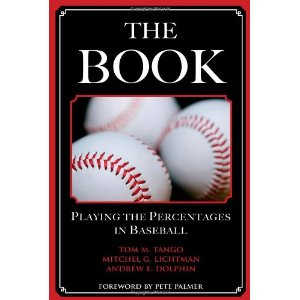 THE
BOOK
PLAYING THE PERCENTAGES
IN BASEBALL
TOM M. TANGO
MITCHEL G. LICHTMAN
ANDREW E. DOLPHIN
FOREWORD BY PETE PALMER